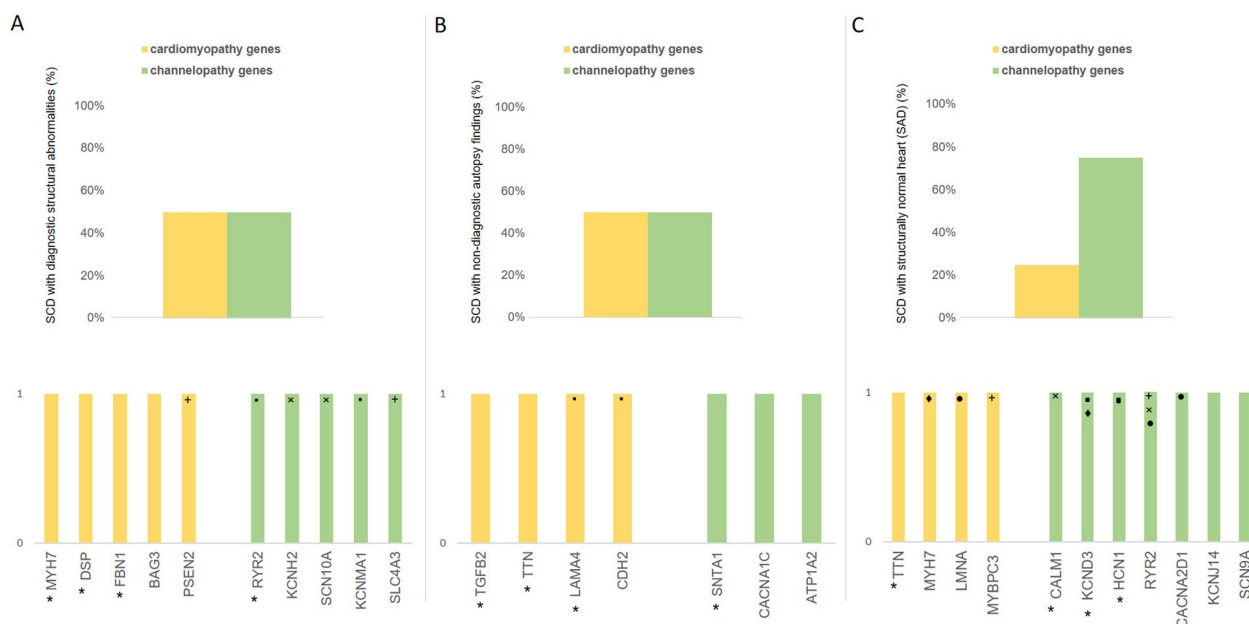 A
cardiomyopathy genes
channelopathy genes
SCD with diagnostic structural abnormalities (%)
100%
80%
60%
40%
20%
0%
1
0
* MYH7
* DSP
* FBN1
BAG3
PSEN2
* RYR2
KCNH2
SCN10A
KCNMA1
SLC4A3
B
cardiomyopathy genes
channelopathy genes
SCD with non-diagnostic autopsy findings (%)
100%
80%
60%
40%
20%
0%
1
0
* TGFB2
* TTN
* LAMA4
CDH2
* SNTA1
CACNA1C
ATP1A2
C
cardiomyopathy genes
channelopathy genes
SCD with structurally normal heart (SAD) (%)
100%
80%
60%
40%
20%
0%
1
0
* TTN
MYH7
LMNA
MYBPC3
* CALM1
* KCND3
* HCN1
RYR2
CACNA2D1
KCNJ14
SCN9A